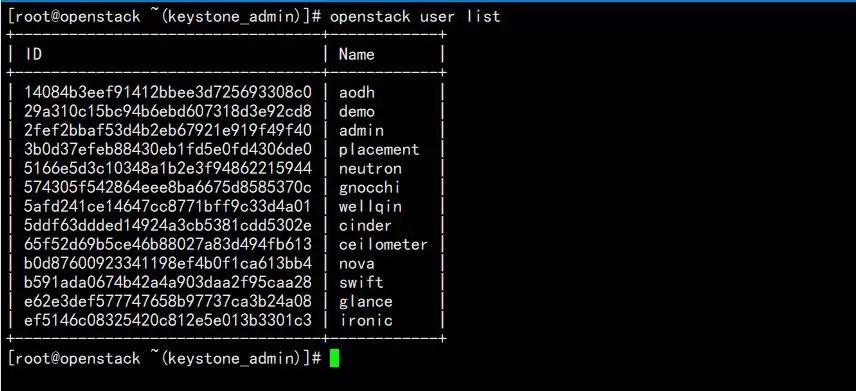 [root@openstack ~(keystone_admin)]# openstack user list
+----------------------------------+------------+
| ID                               | Name       |
+----------------------------------+------------+
| 14084b3eef91412bbee3d725693308c0 | aodh       |
| 29a310c15bc94b6ebd607318d3e92cd8 | demo       |
| 2fef2bbaf53d4b2eb67921e919f49f40 | admin      |
| 3b0d37efeb88430eb1fd5e0fd4306de0 | placement  |
| 5166e5d3c10348a1b2e3f94862215944 | neutron    |
| 574305f542864eee8ba6675d8585370c | gnocchi    |
| 5afd241ce14647cc8771bff9c33d4a01 | wellqin    |
| 5ddf63ddded14924a3cb5381cdd5302e | cinder     |
| 65f52d69b5ce46b88027a83d494fb613 | ceilometer |
| b0d87600923341198ef4b0f1ca613bb4 | nova       |
| b591ada0674b42a4a903daa2f95caa28 | swift      |
| e62e3def577747658b97737ca3b24a08 | glance     |
| ef5146c08325420c812e5e013b3301c3 | ironic     |
+----------------------------------+------------+
[root@openstack ~(keystone_admin)]#